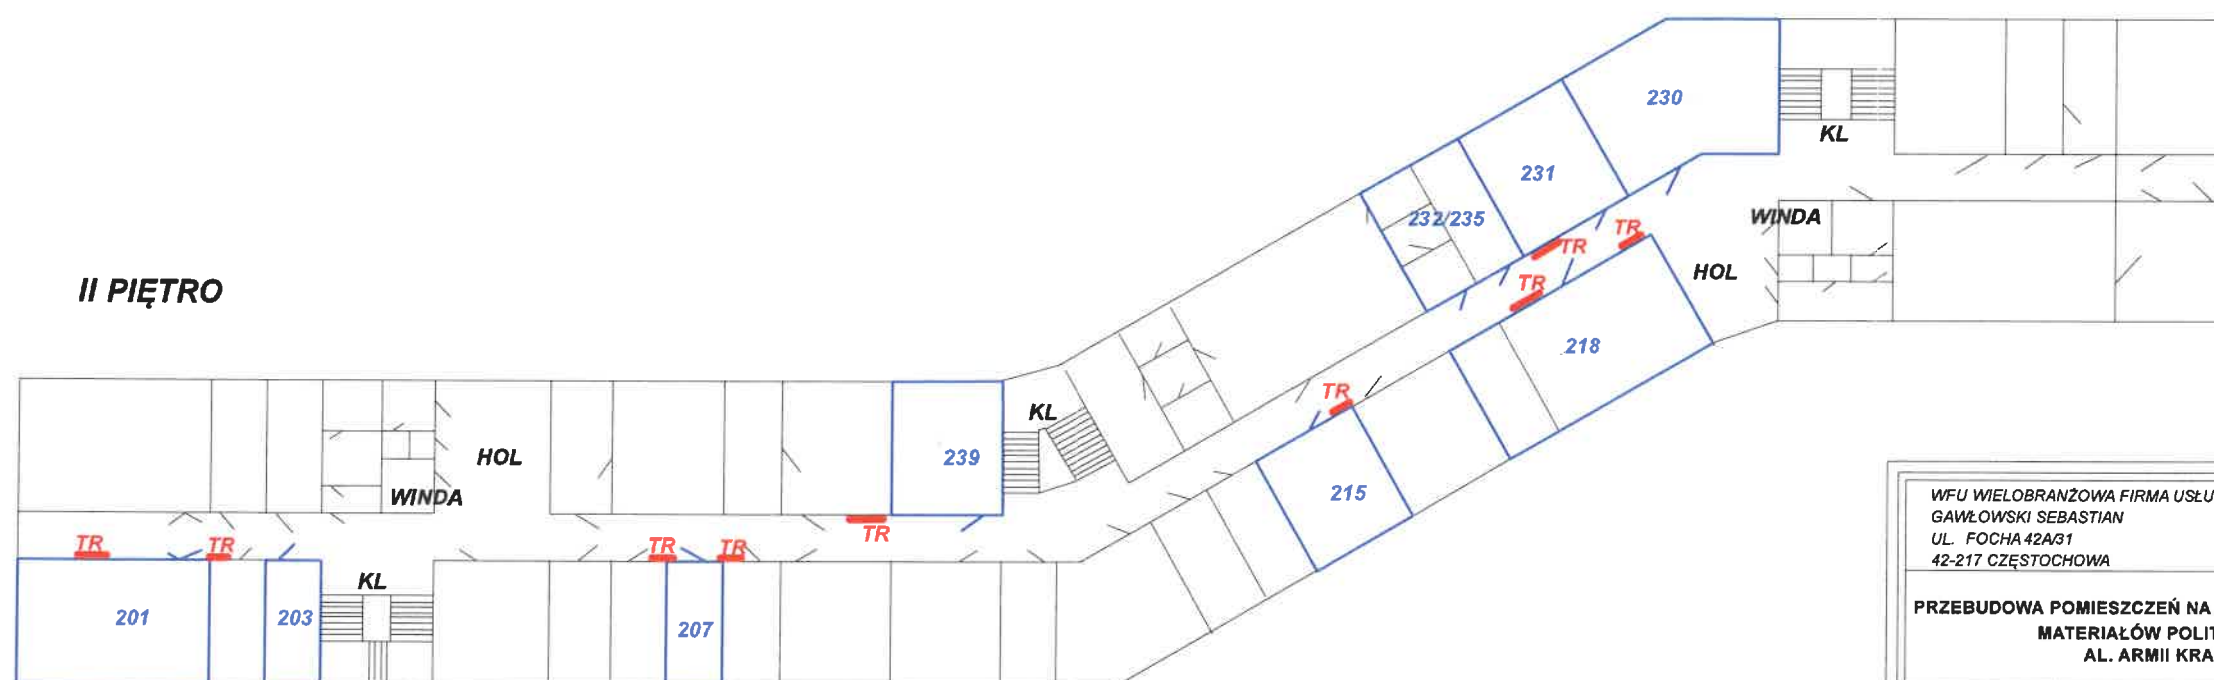 230
KL
231
232/235
WINDA
TR
TR
HOL
TR
II PIĘTRO
218
TR
KL
HOL
239
215
WINDA
TR
TR
TR
TR
TR
KL
201
203
207
WFU WIELOBRANŻOWA FIRMA USŁU
GAWŁOWSKI SEBASTIAN
UL. FOCHA 42A/31
42-217 CZĘSTOCHOWA
PRZEBUDOWA POMIESZCZEŃ NA
MATERIAŁÓW POLIT
AL. ARMII KRA